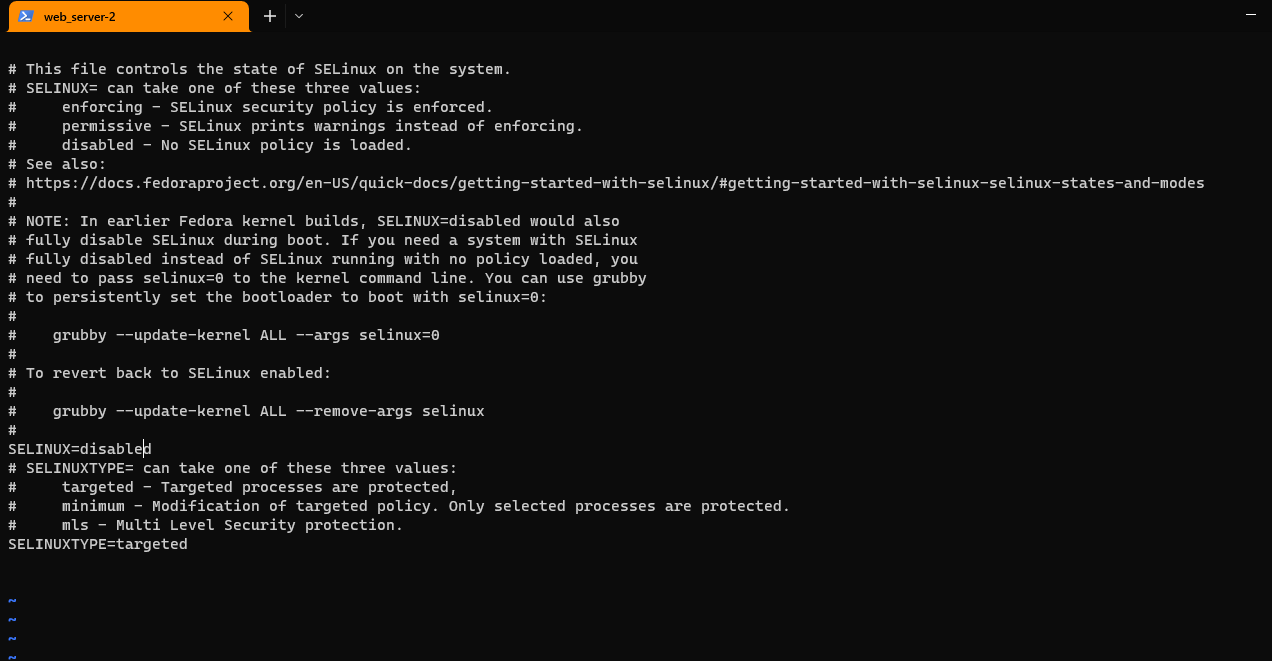 web_server-2
# This file controls the state of SELinux on the system.
# SELINUX= can take one of these three values:
#     enforcing - SELinux security policy is enforced.
#     permissive - SELinux prints warnings instead of enforcing.
#     disabled - No SELinux policy is loaded.
# See also:
# https://docs.fedoraproject.org/en-US/quick-docs/getting-started-with-selinux/#getting-started-with-selinux-selinux-states-and-modes
#
# NOTE: In earlier Fedora kernel builds, SELINUX=disabled would also
# fully disable SELinux during boot. If you need a system with SELinux
# fully disabled instead of SELinux running with no policy loaded, you
# need to pass selinux=0 to the kernel command line. You can use grubby
# to persistently set the bootloader to boot with selinux=0:
#
#    grubby --update-kernel ALL --args selinux=0
#
# To revert back to SELinux enabled:
#
#    grubby --update-kernel ALL --remove-args selinux
#
SELINUX=disabled
# SELINUXTYPE= can take one of these three values:
#     targeted - Targeted processes are protected,
#     minimum - Modification of targeted policy. Only selected processes are protected.
#     mls - Multi Level Security protection.
SELINUXTYPE=targeted
~
~
~
~